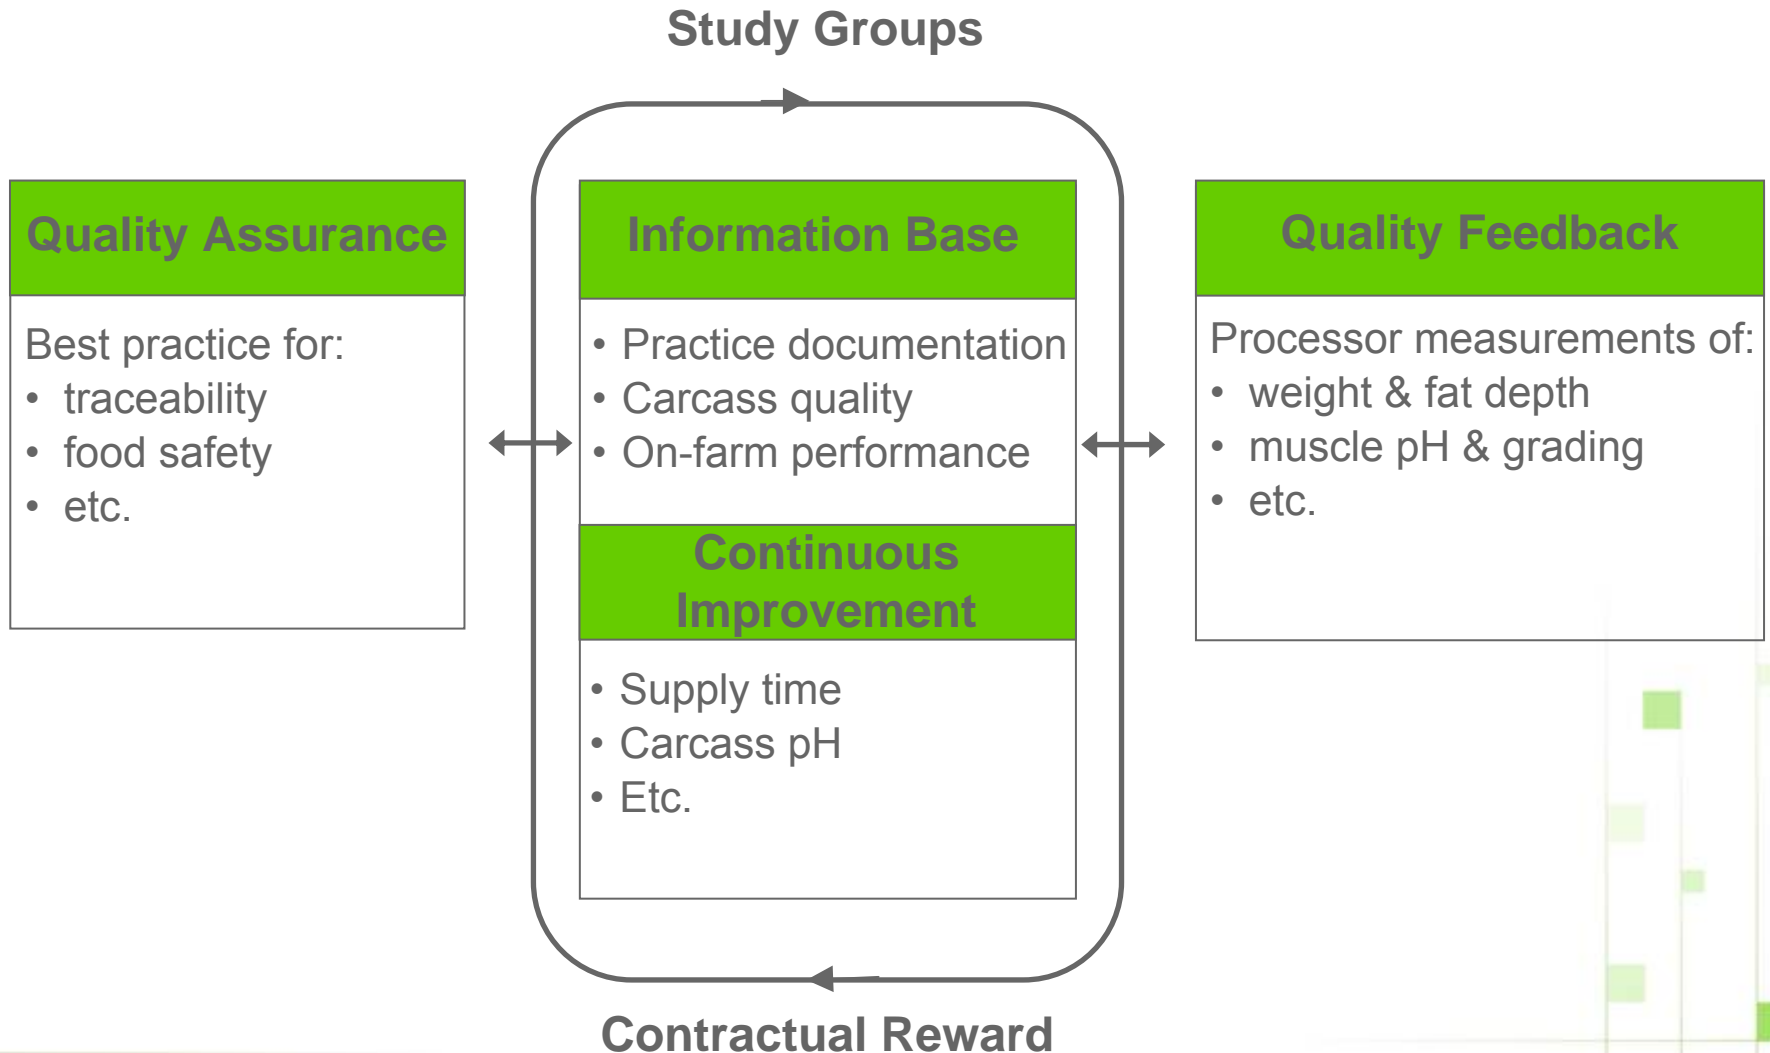 Study Groups
Quality Assurance
Best practice for:
• traceability
• food safety
• etc.
Information Base
• Practice documentation
• Carcass quality
• On-farm performance
Continuous
Improvement
• Supply time
• Carcass pH
• Etc.
Quality Feedback
Processor measurements of:
• weight & fat depth
• muscle pH & grading
• etc.
Contractual Reward